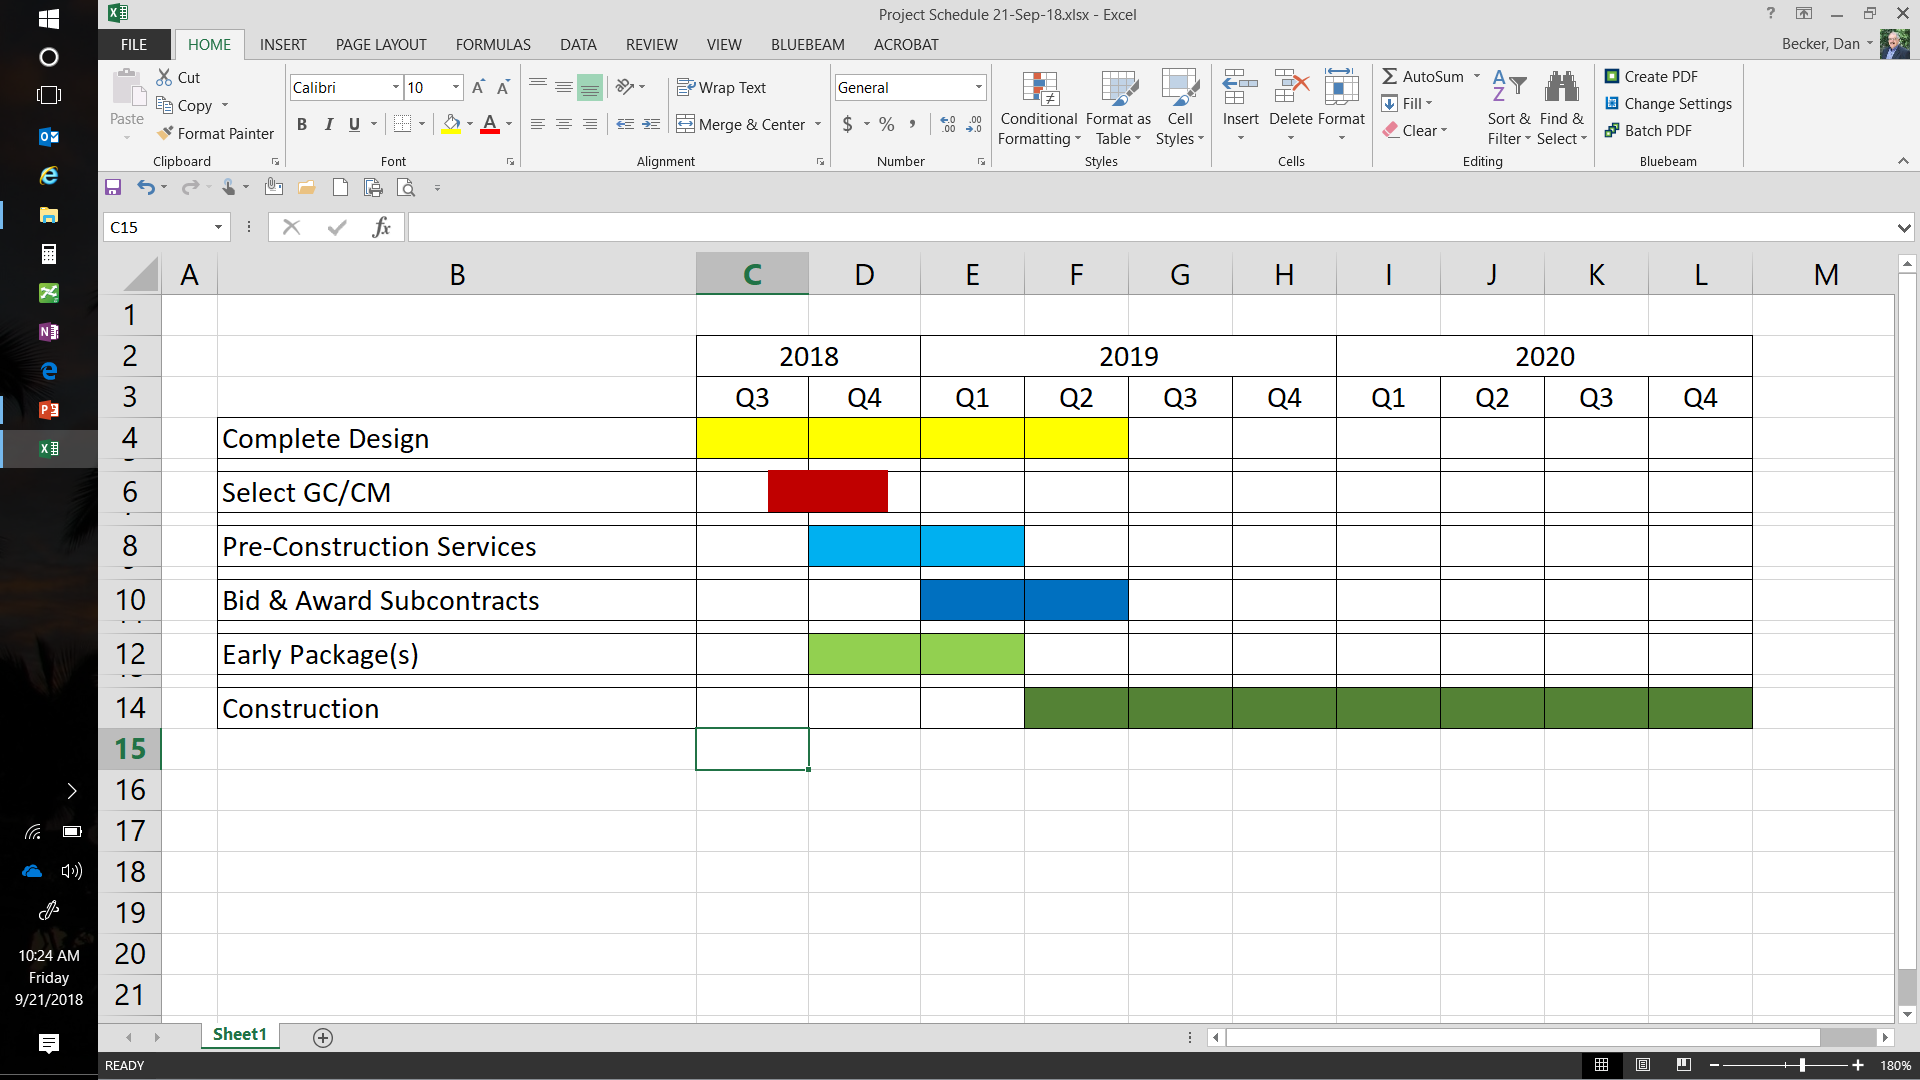 Project Schedule 21-Sep-18.xlsx - Excel
FILE HOME INSERT PAGE LAYOUT FORMULAS DATA REVIEW VIEW BLUEBEAM ACROBAT Becker, Dan
Paste
Cut
Copy
Format Painter
Clipboard
Calibri 10
B I U A
Font
Wrap Text
Merge & Center
Alignment
General
$ % ,
Number
Conditional Formatting
Format as Table
Cell Styles
Styles
Insert Delete Format
Cells
AutoSum
Fill
Clear
Sort & Filter
Find & Select
Editing
Create PDF
Change Settings
Batch PDF
Bluebeam
C15 fx
A B C D E F G H I J K L M
1
2 2018 2019 2020
3 Q3 Q4 Q1 Q2 Q3 Q4 Q1 Q2 Q3 Q4
4 Complete Design
6 Select GC/CM
8 Pre-Construction Services
10 Bid & Award Subcontracts
12 Early Package(s)
14 Construction
15
16
17
18
19
20
21
Sheet1
READY 180%
10:24 AM
Friday
9/21/2018